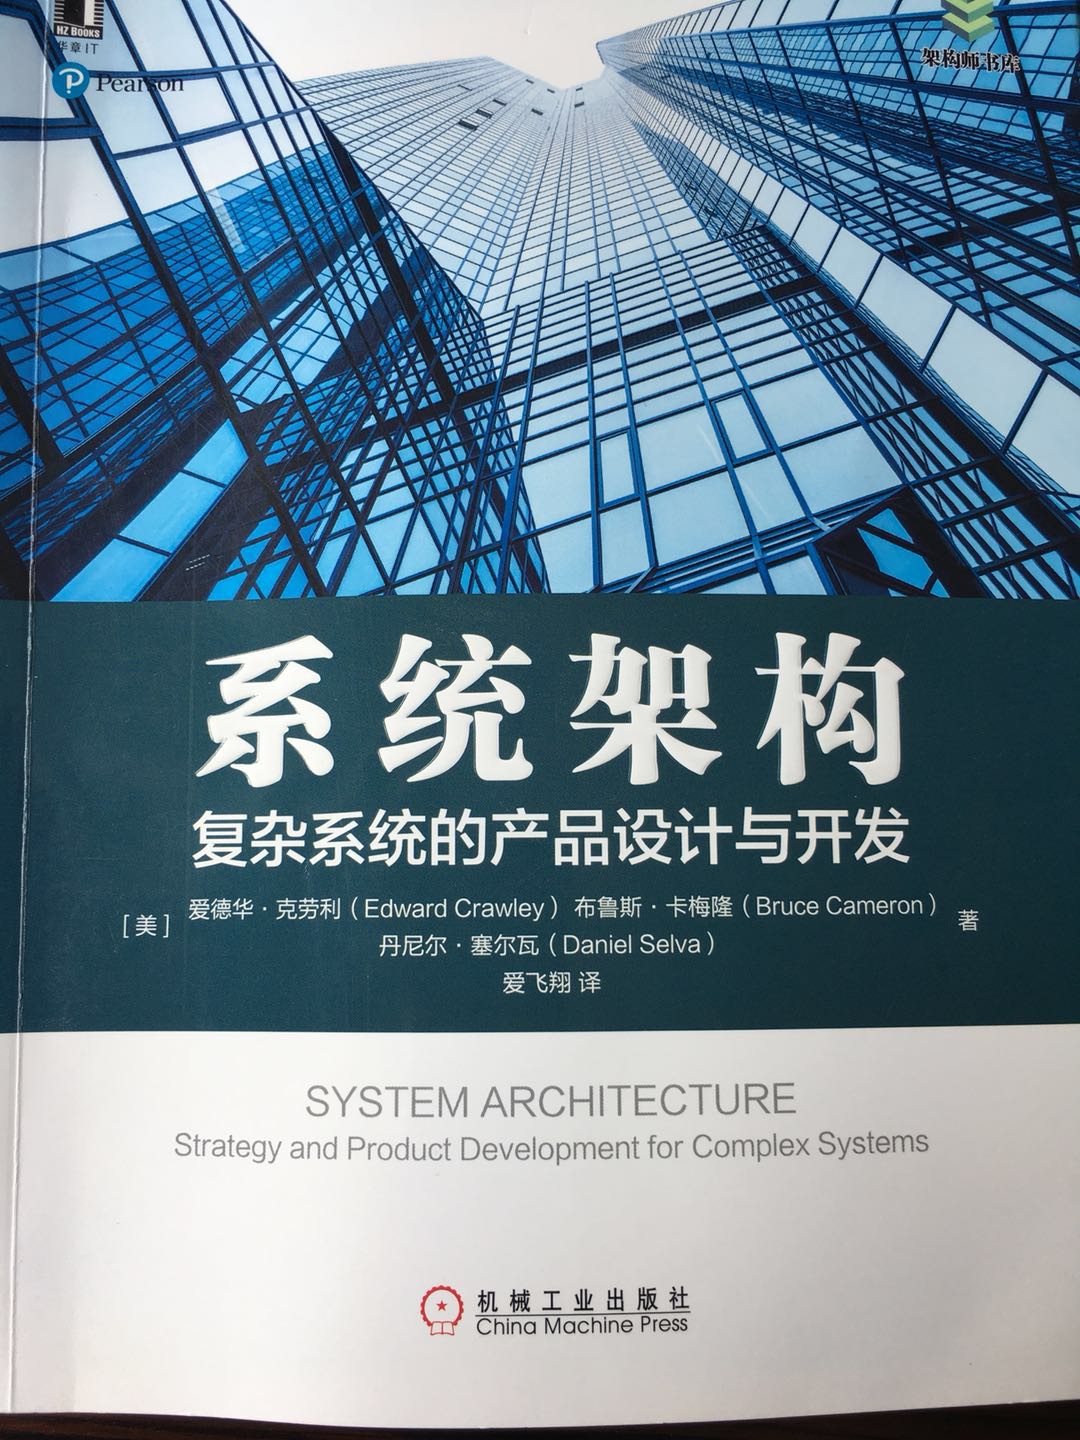 HZ BOOKS
华章IT
Pearson
架构师书库
系统架构
复杂系统的产品设计与开发
[美] 爱德华·克劳利（Edward Crawley） 布鲁斯·卡梅隆（Bruce Cameron） 著
丹尼尔·塞尔瓦（Daniel Selva）
爱飞翔 译
SYSTEM ARCHITECTURE
Strategy and Product Development for Complex Systems
机械工业出版社
China Machine Press